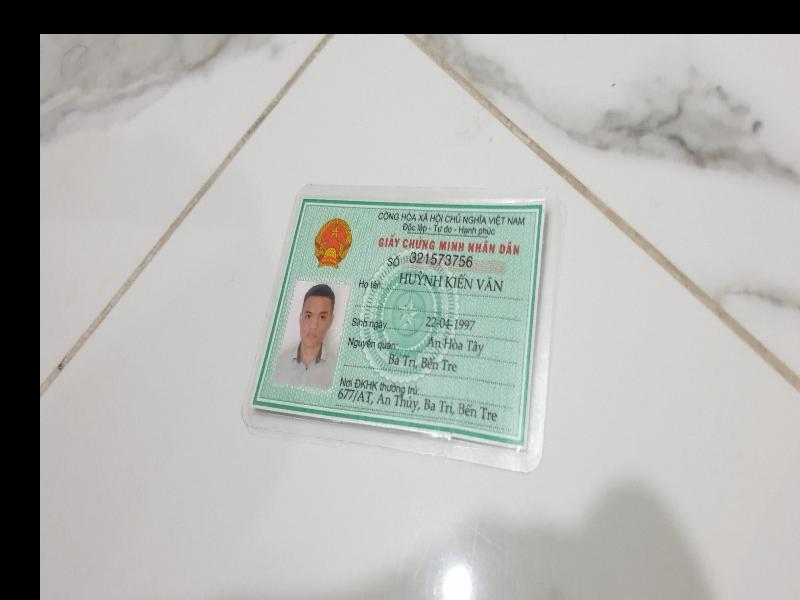 CỘNG HÒA XÃ HỘI CHỦ NGHĨA VIỆT NAM
Độc lập - Tự do - Hạnh phúc
GIẤY CHỨNG MINH NHÂN DÂN
SỐ 321573756
Họ tên: HUỲNH KIẾN VĂN
Sinh ngày 22-04-1997
Nguyên quán: An Hòa Tây
Ba Tri, Bến Tre
Nơi ĐKHK thường trú:
677/AT, An Thủy, Ba Tri, Bến Tre